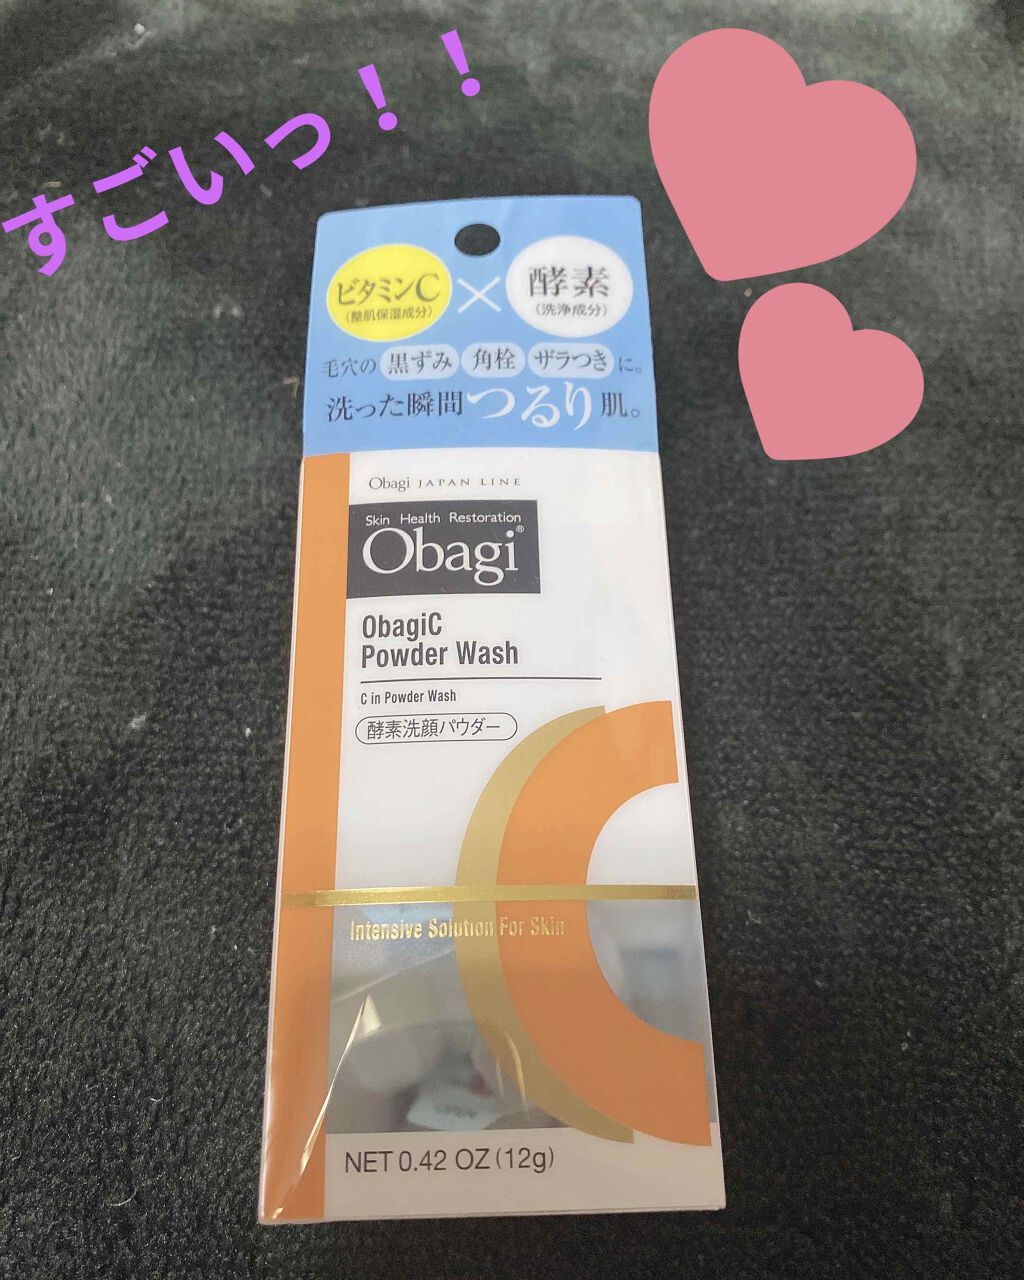 すごいっ！！
ビタミンC
(整肌保湿成分)
×
酵素
(洗浄成分)
毛穴の 黒ずみ 角栓 ザラつき に。
洗った瞬間つるり肌。
Obagi JAPAN LINE
Skin Health Restoration
Obagi®
ObagiC
Powder Wash
C in Powder Wash
酵素洗顔パウダー
C
Intensive Solution For Skin
NET 0.42 OZ (12g)